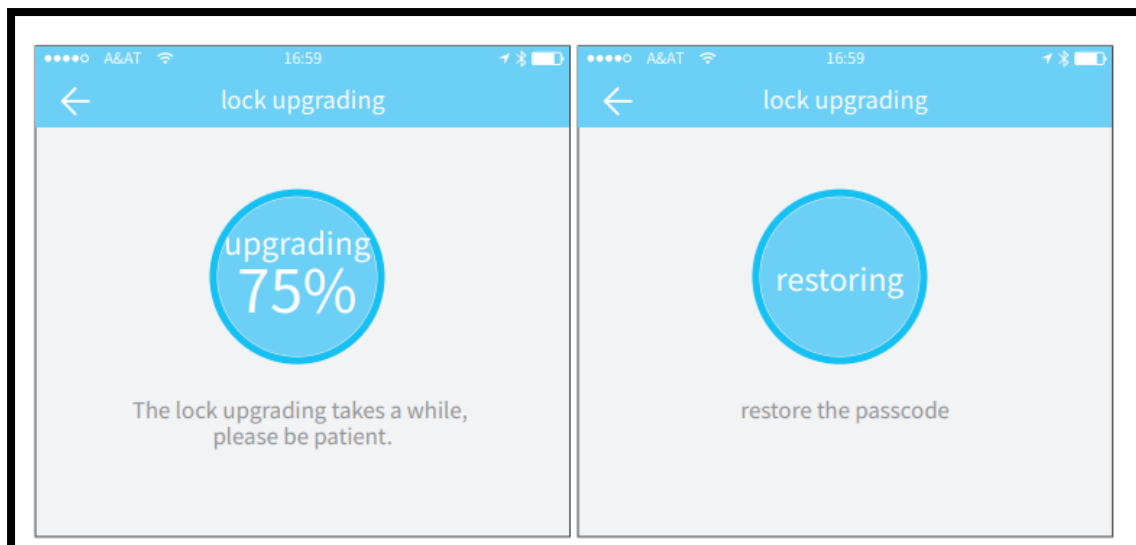 A&AT 16:59
lock upgrading
upgrading
75%
The lock upgrading takes a while,
please be patient.
A&AT 16:59
lock upgrading
restoring
restore the passcode